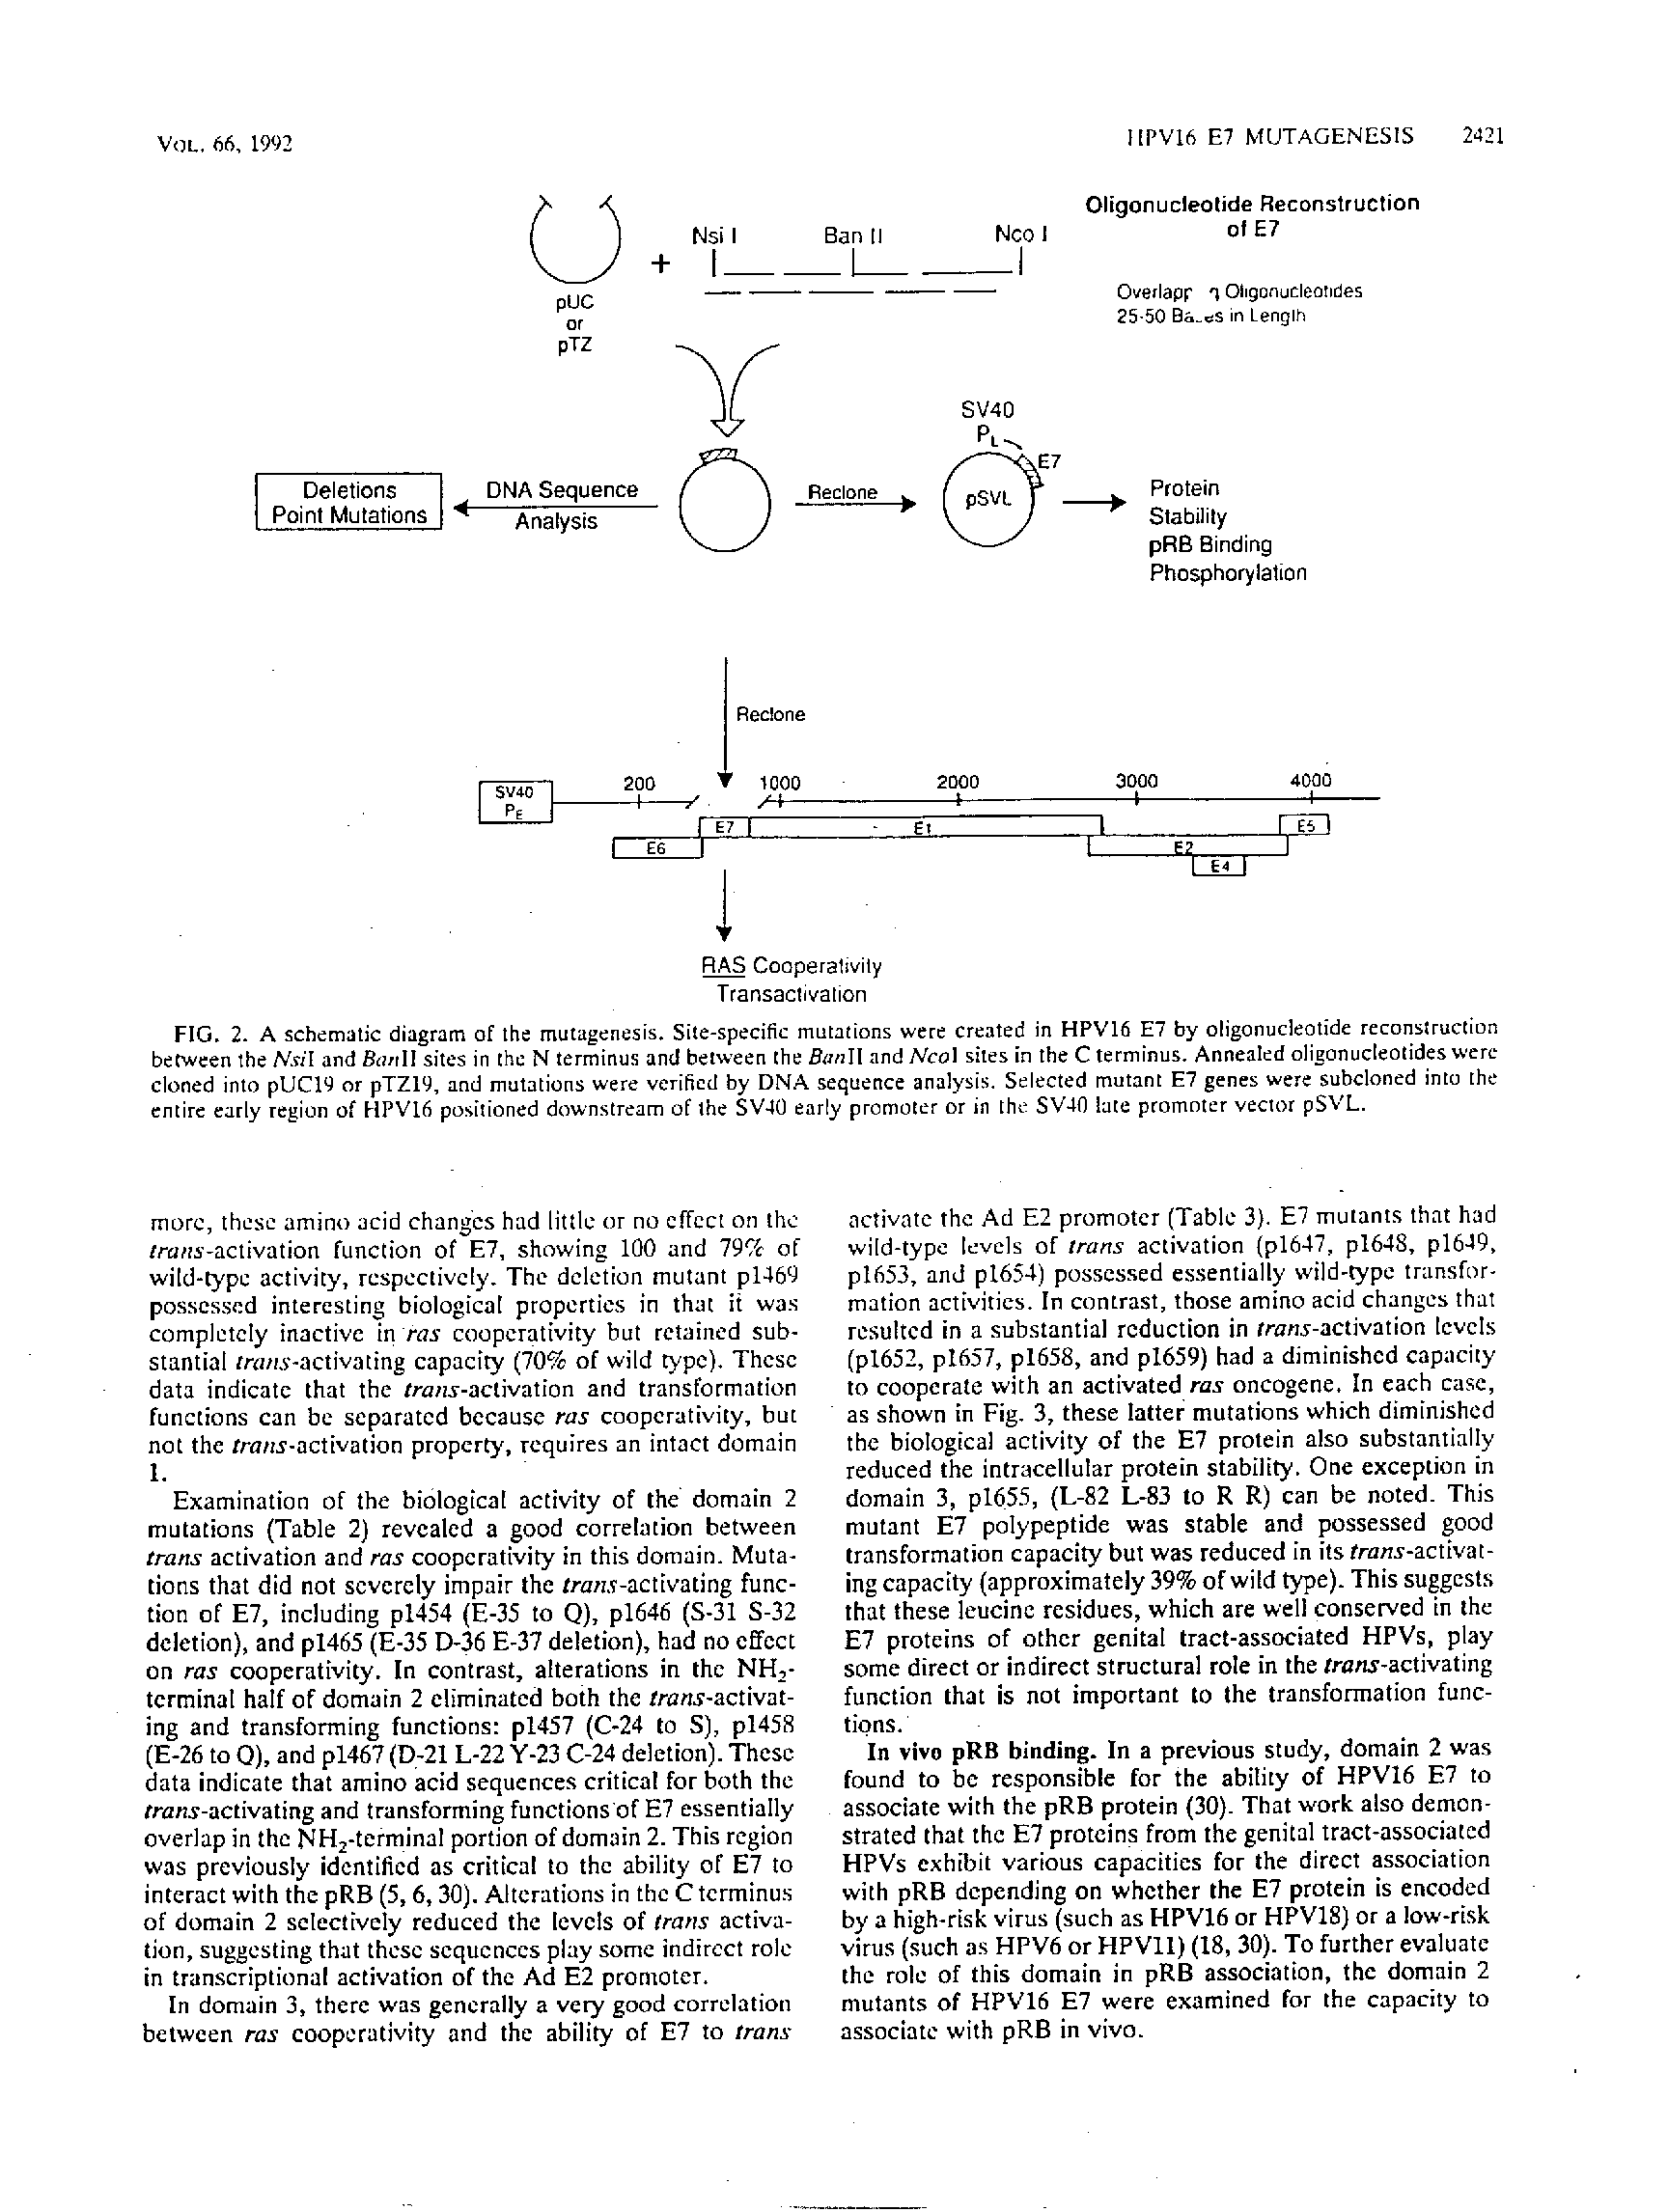 VOL. 66, 1992
HPV16 E7 MUTAGENESIS 2421
Oligonucleotide Reconstruction
of E7
Nsi I Ban II Nco I
+
pUC
or
pTZ
Oligonucleotides
25-50 in Length
SV40
PL
E7
Deletions
Point Mutations
DNA Sequence
Analysis
Reclone
pSVL
Protein
Stability
pRB Binding
Phosphorylation
Reclone
SV40
PE
200 1000 2000 3000 4000
E7 E1 E5
E6 E2
E4
RAS Cooperativity
Transactivation
FIG. 2. A schematic diagram of the mutagenesis. Site-specific mutations were created in HPV16 E7 by oligonucleotide reconstruction
between the NsiI and BanII sites in the N terminus and between the BanII and NcoI sites in the C terminus. Annealed oligonucleotides were
cloned into pUC19 or pTZ19, and mutations were verified by DNA sequence analysis. Selected mutant E7 genes were subcloned into the
entire early region of HPV16 positioned downstream of the SV40 early promoter or in the SV40 late promoter vector pSVL.
more, these amino acid changes had little or no effect on the
trans-activation function of E7, showing 100 and 79% of
wild-type activity, respectively. The deletion mutant p1469
possessed interesting biological properties in that it was
completely inactive in ras cooperativity but retained sub-
stantial trans-activating capacity (70% of wild type). These
data indicate that the trans-activation and transformation
functions can be separated because ras cooperativity, but
not the trans-activation property, requires an intact domain
1.
Examination of the biological activity of the domain 2
mutations (Table 2) revealed a good correlation between
trans activation and ras cooperativity in this domain. Muta-
tions that did not severely impair the trans-activating func-
tion of E7, including p1454 (E-35 to Q), p1646 (S-31 S-32
deletion), and p1465 (E-35 D-36 E-37 deletion), had no effect
on ras cooperativity. In contrast, alterations in the NH₂-
terminal half of domain 2 eliminated both the trans-activat-
ing and transforming functions: p1457 (C-24 to S), p1458
(E-26 to Q), and p1467 (D-21 L-22 Y-23 C-24 deletion). These
data indicate that amino acid sequences critical for both the
trans-activating and transforming functions of E7 essentially
overlap in the NH₂-terminal portion of domain 2. This region
was previously identified as critical to the ability of E7 to
interact with the pRB (5, 6, 30). Alterations in the C terminus
of domain 2 selectively reduced the levels of trans activa-
tion, suggesting that these sequences play some indirect role
in transcriptional activation of the Ad E2 promoter.
In domain 3, there was generally a very good correlation
between ras cooperativity and the ability of E7 to trans
activate the Ad E2 promoter (Table 3). E7 mutants that had
wild-type levels of trans activation (p1647, p1648, p1649,
p1653, and p1654) possessed essentially wild-type transfor-
mation activities. In contrast, those amino acid changes that
resulted in a substantial reduction in trans-activation levels
(p1652, p1657, p1658, and p1659) had a diminished capacity
to cooperate with an activated ras oncogene. In each case,
as shown in Fig. 3, these latter mutations which diminished
the biological activity of the E7 protein also substantially
reduced the intracellular protein stability. One exception in
domain 3, p1655, (L-82 L-83 to R R) can be noted. This
mutant E7 polypeptide was stable and possessed good
transformation capacity but was reduced in its trans-activat-
ing capacity (approximately 39% of wild type). This suggests
that these leucine residues, which are well conserved in the
E7 proteins of other genital tract-associated HPVs, play
some direct or indirect structural role in the trans-activating
function that is not important to the transformation func-
tions.
In vivo pRB binding. In a previous study, domain 2 was
found to be responsible for the ability of HPV16 E7 to
associate with the pRB protein (30). That work also demon-
strated that the E7 proteins from the genital tract-associated
HPVs exhibit various capacities for the direct association
with pRB depending on whether the E7 protein is encoded
by a high-risk virus (such as HPV16 or HPV18) or a low-risk
virus (such as HPV6 or HPV11) (18, 30). To further evaluate
the role of this domain in pRB association, the domain 2
mutants of HPV16 E7 were examined for the capacity to
associate with pRB in vivo.